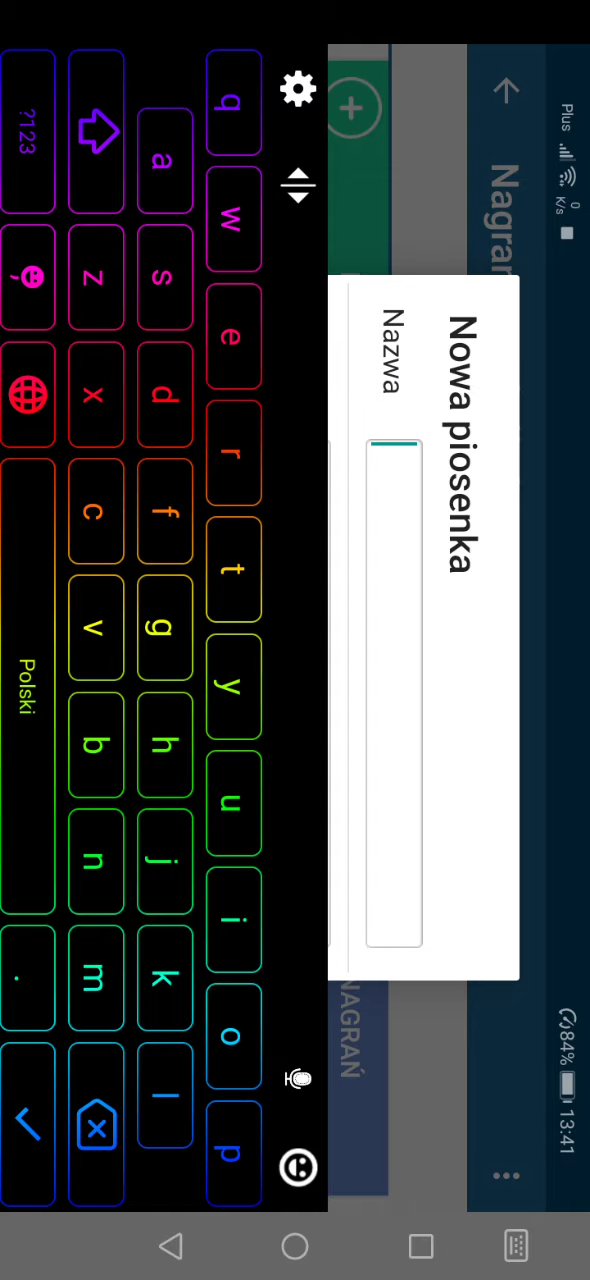 Plus 0 K/s 84% 13:41
Nagran
Nowa piosenka
Nazwa
NAGRAŃ
q w e r t y u i o p
a s d f g h j k l
z x c v b n m
?123 , Polski .